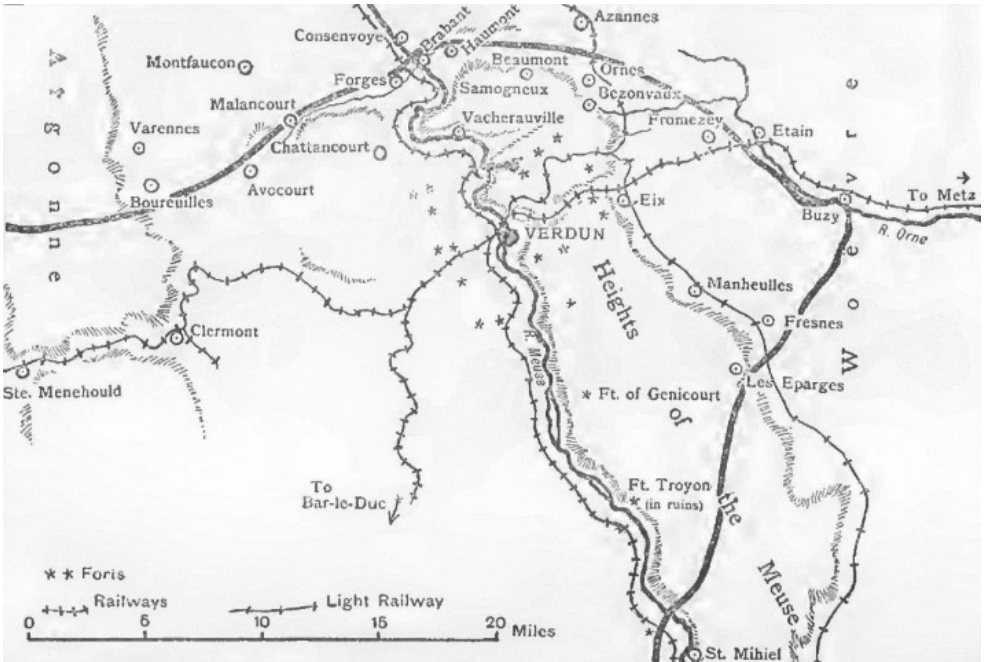 Azannes
Consenvoye
Brabant
Haumont
Montfaucon
Forges
Beaumont
Ornes
Samogneux
Bezonvaux
Malancourt
Varennes
Vacherauville
Fromezey
Etain
Chattancourt
Argonne
Avocourt
Boureuilles
Eix
To Metz
Buzy
R. Orne
VERDUN
Woevre
Manheulles
Heights
Fresnes
Clermont
R. Meuse
Les Eparges
Ste. Menehould
Ft. of Genicourt
of
To
Bar-le-Duc
Ft. Troyon
(in ruins)
the
Meuse
Forts
Railways
Light Railway
0 5 10 15 20 Miles
St. Mihiel